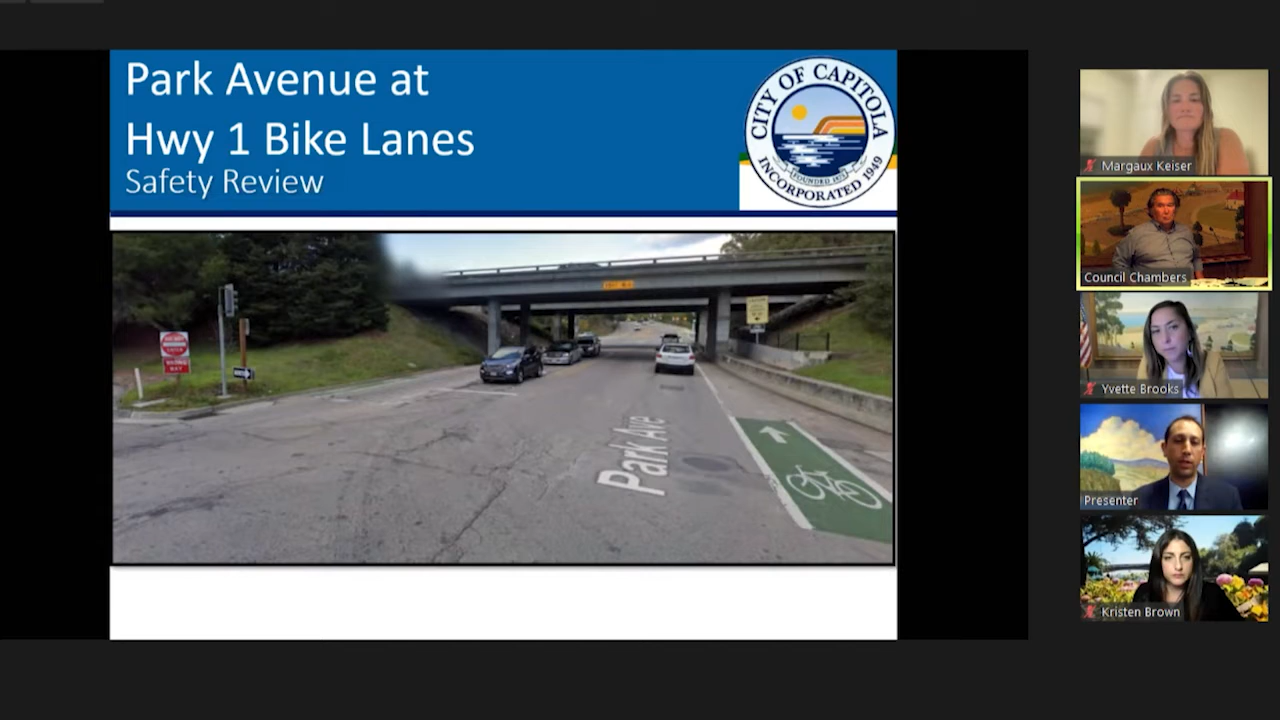 Park Avenue at
Hwy 1 Bike Lanes
Safety Review
CITY OF CAPITOLA
INCORPORATED 1949
Park Ave
Margaux Keiser
Council Chambers
Yvette Brooks
Presenter
Kristen Brown